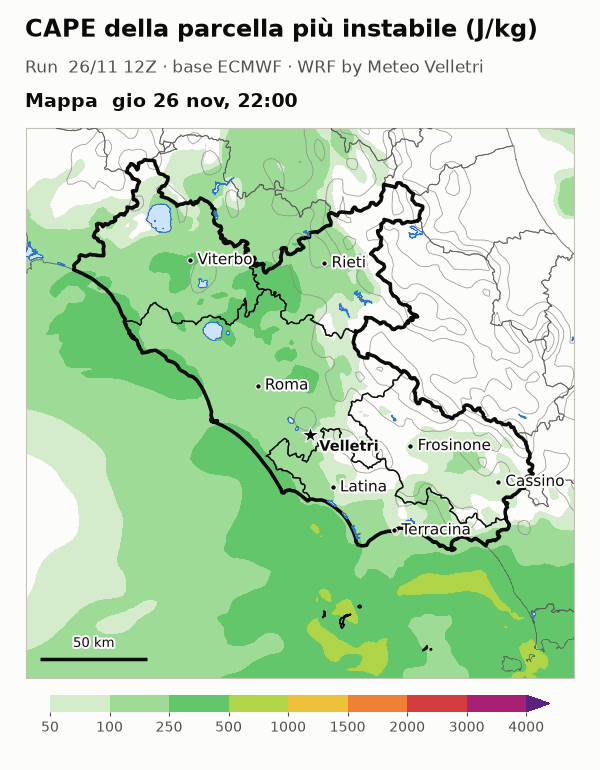 CAPE della parcella più instabile (J/kg)
Run  26/11 12Z · base ECMWF · WRF by Meteo Velletri
Mappa  gio 26 nov, 22:00
Viterbo
Rieti
Roma
Velletri
Frosinone
Cassino
Latina
Terracina
50 km
50 100 250 500 1000 1500 2000 3000 4000